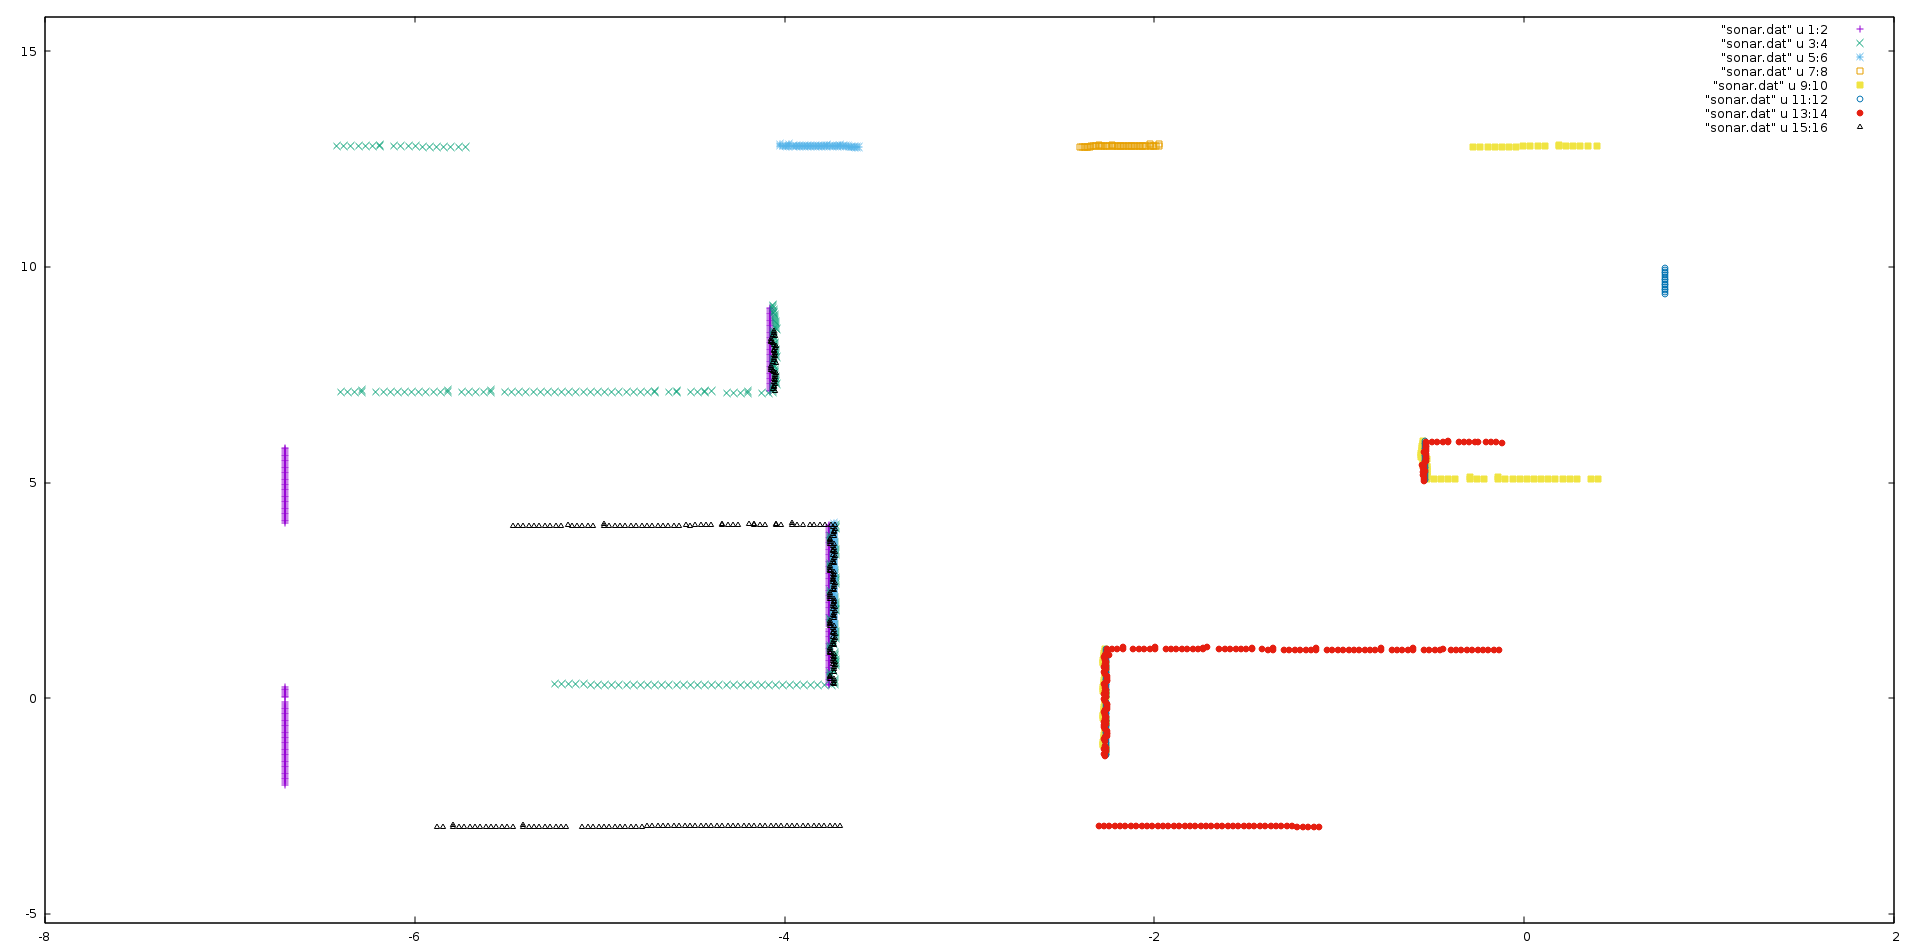 15
10
5
0
-5
-8
-6
-4
-2
0
2
"sonar.dat" u 1:2
"sonar.dat" u 3:4
"sonar.dat" u 5:6
"sonar.dat" u 7:8
"sonar.dat" u 9:10
"sonar.dat" u 11:12
"sonar.dat" u 13:14
"sonar.dat" u 15:16